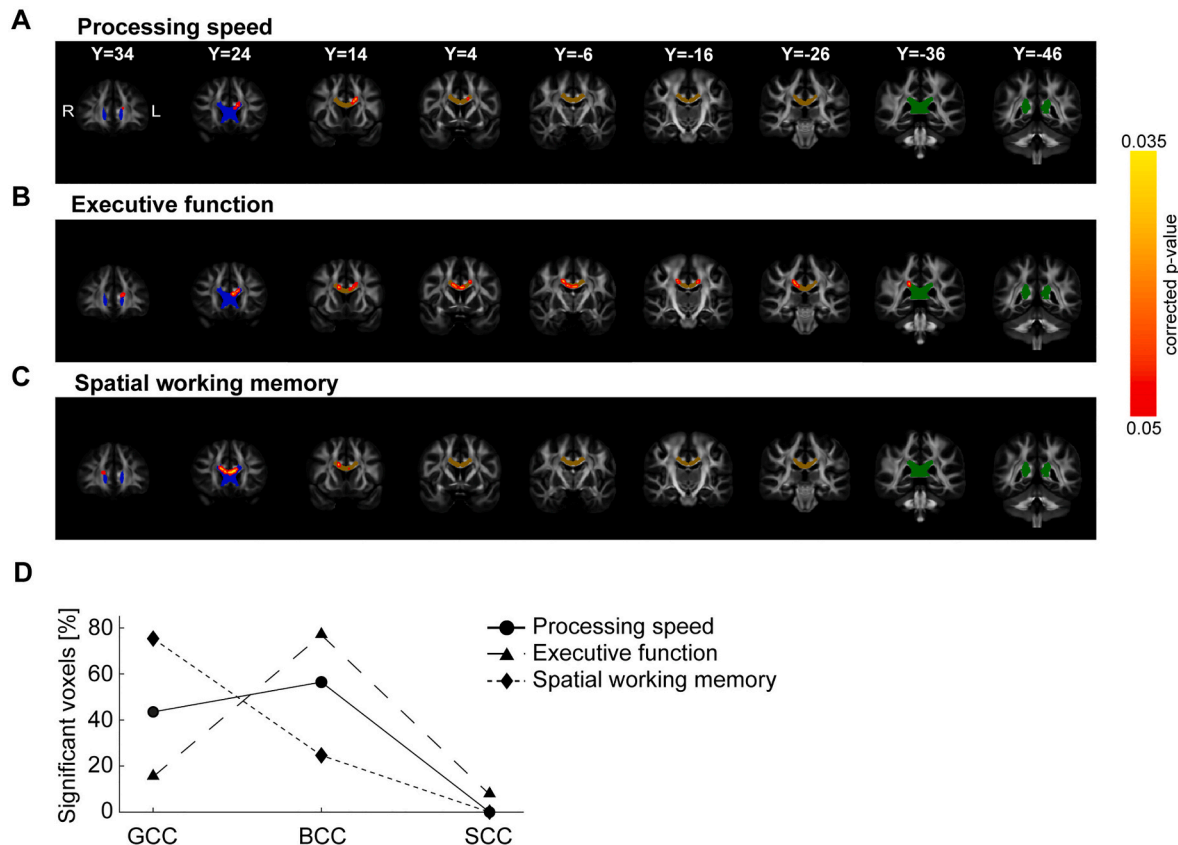 A
Processing speed
Y=34 Y=24 Y=14 Y=4 Y=-6 Y=-16 Y=-26 Y=-36 Y=-46
R L
B
Executive function
C
Spatial working memory
0.035
corrected p-value
0.05
D
Significant voxels [%]
80
60
40
20
0
GCC BCC SCC
Processing speed
Executive function
Spatial working memory